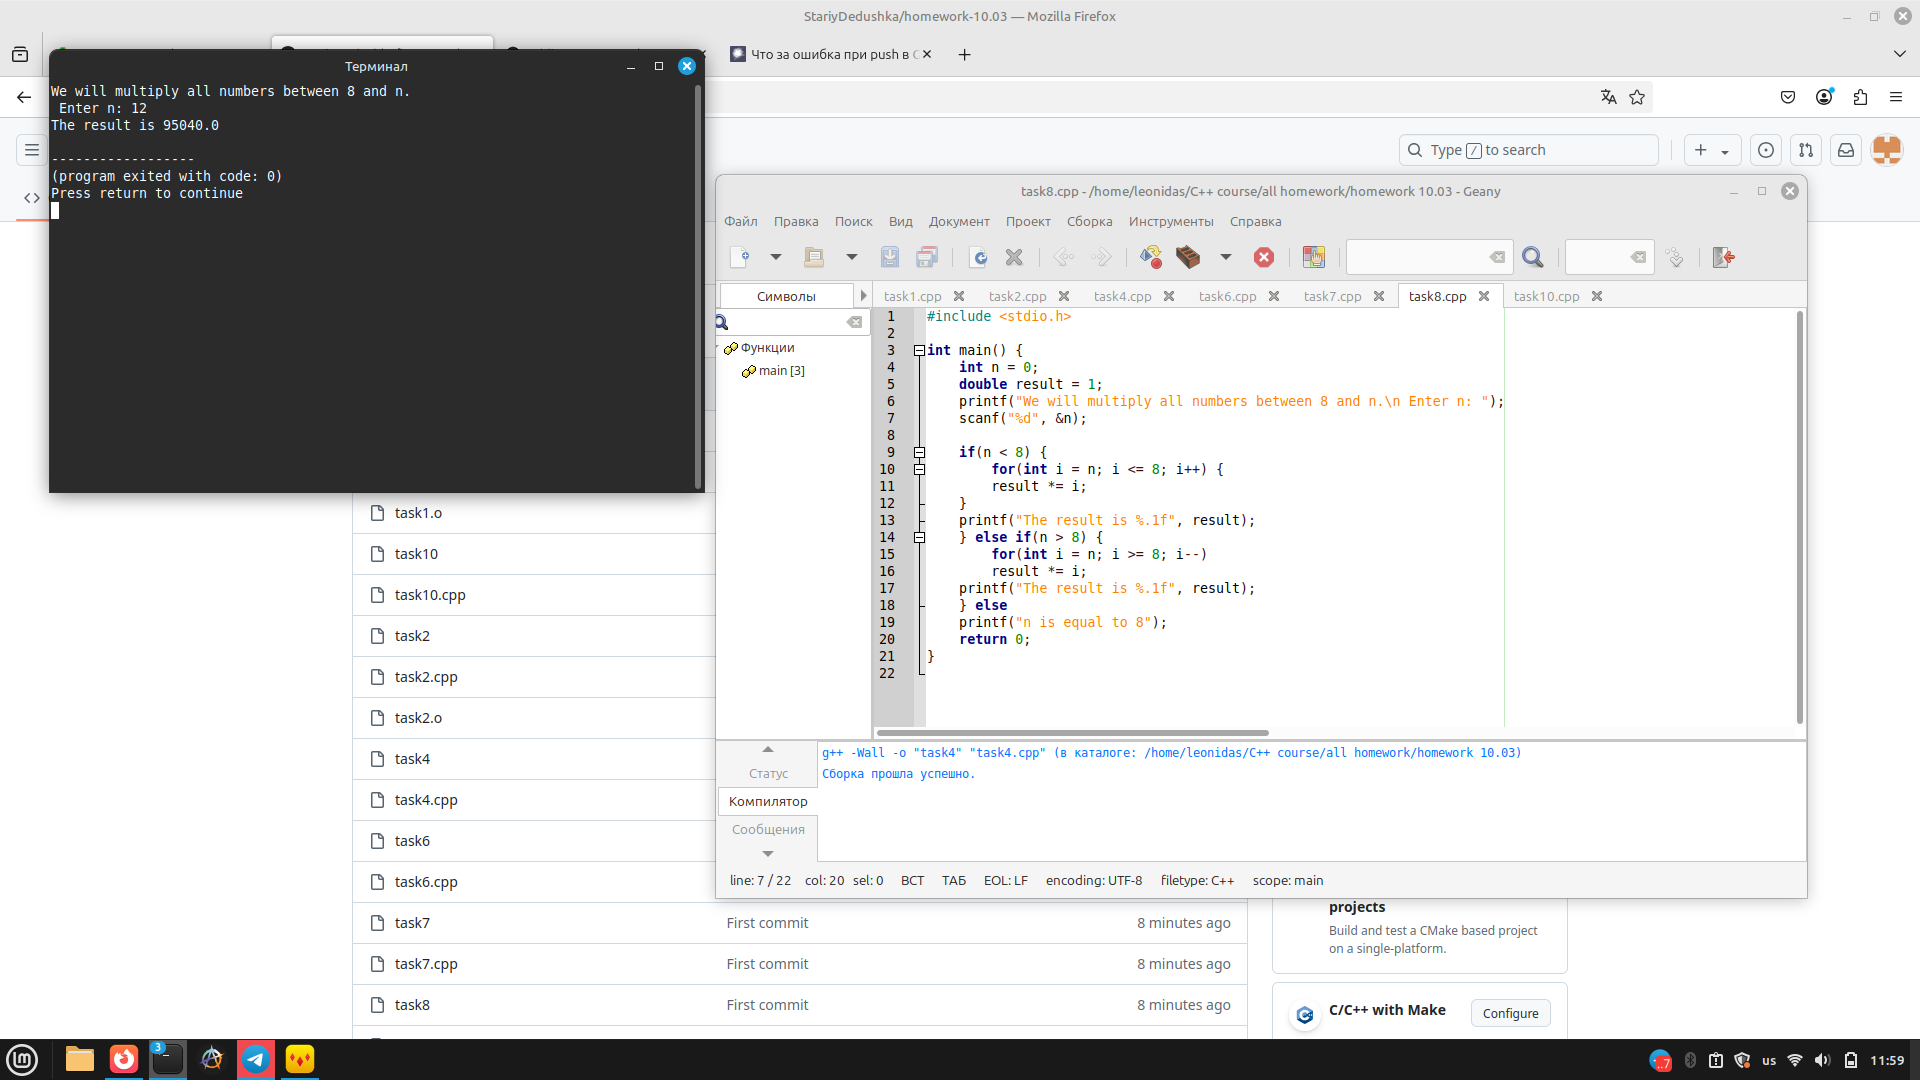 StariyDedushka/homework-10.03 — Mozilla Firefox
Что за ошибка при push в
Терминал
We will multiply all numbers between 8 and n.
Enter n: 12
The result is 95040.0
------------------
(program exited with code: 0)
Press return to continue
Type / to search
task8.cpp - /home/leonidas/C++ course/all homework/homework 10.03 - Geany
Файл Правка Поиск Вид Документ Проект Сборка Инструменты Справка
Символы
task1.cpp task2.cpp task4.cpp task6.cpp task7.cpp task8.cpp task10.cpp
Функции
main [3]
1 #include <stdio.h>
2
3 int main() {
4 int n = 0;
5 double result = 1;
6 printf("We will multiply all numbers between 8 and n.\n Enter n: ");
7 scanf("%d", &n);
8
9 if(n < 8) {
10 for(int i = n; i <= 8; i++) {
11 result *= i;
12 }
13 printf("The result is %.1f", result);
14 } else if(n > 8) {
15 for(int i = n; i >= 8; i--)
16 result *= i;
17 printf("The result is %.1f", result);
18 } else
19 printf("n is equal to 8");
20 return 0;
21 }
22
Статус
Компилятор
Сообщения
g++ -Wall -o "task4" "task4.cpp" (в каталоге: /home/leonidas/C++ course/all homework/homework 10.03)
Сборка прошла успешно.
line: 7 / 22 col: 20 sel: 0 ВСТ ТАБ EOL: LF encoding: UTF-8 filetype: C++ scope: main
task1.o
task10
task10.cpp
task2
task2.cpp
task2.o
task4
task4.cpp
task6
task6.cpp
task7 First commit 8 minutes ago
task7.cpp First commit 8 minutes ago
task8 First commit 8 minutes ago
projects
Build and test a CMake based project
on a single-platform.
C/C++ with Make
Configure
3
us
11:59